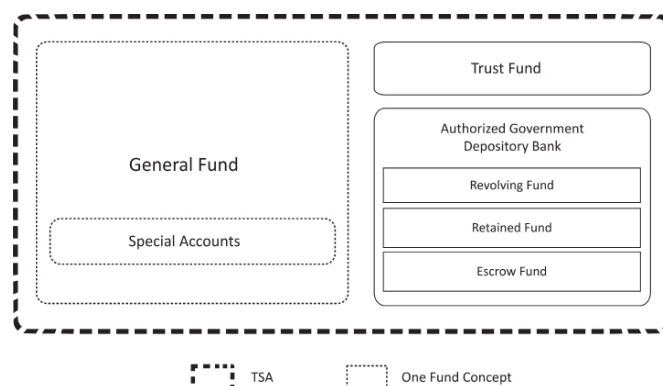 General Fund
Special Accounts
Trust Fund
Authorized Government
Depository Bank
Revolving Fund
Retained Fund
Escrow Fund
TSA
One Fund Concept